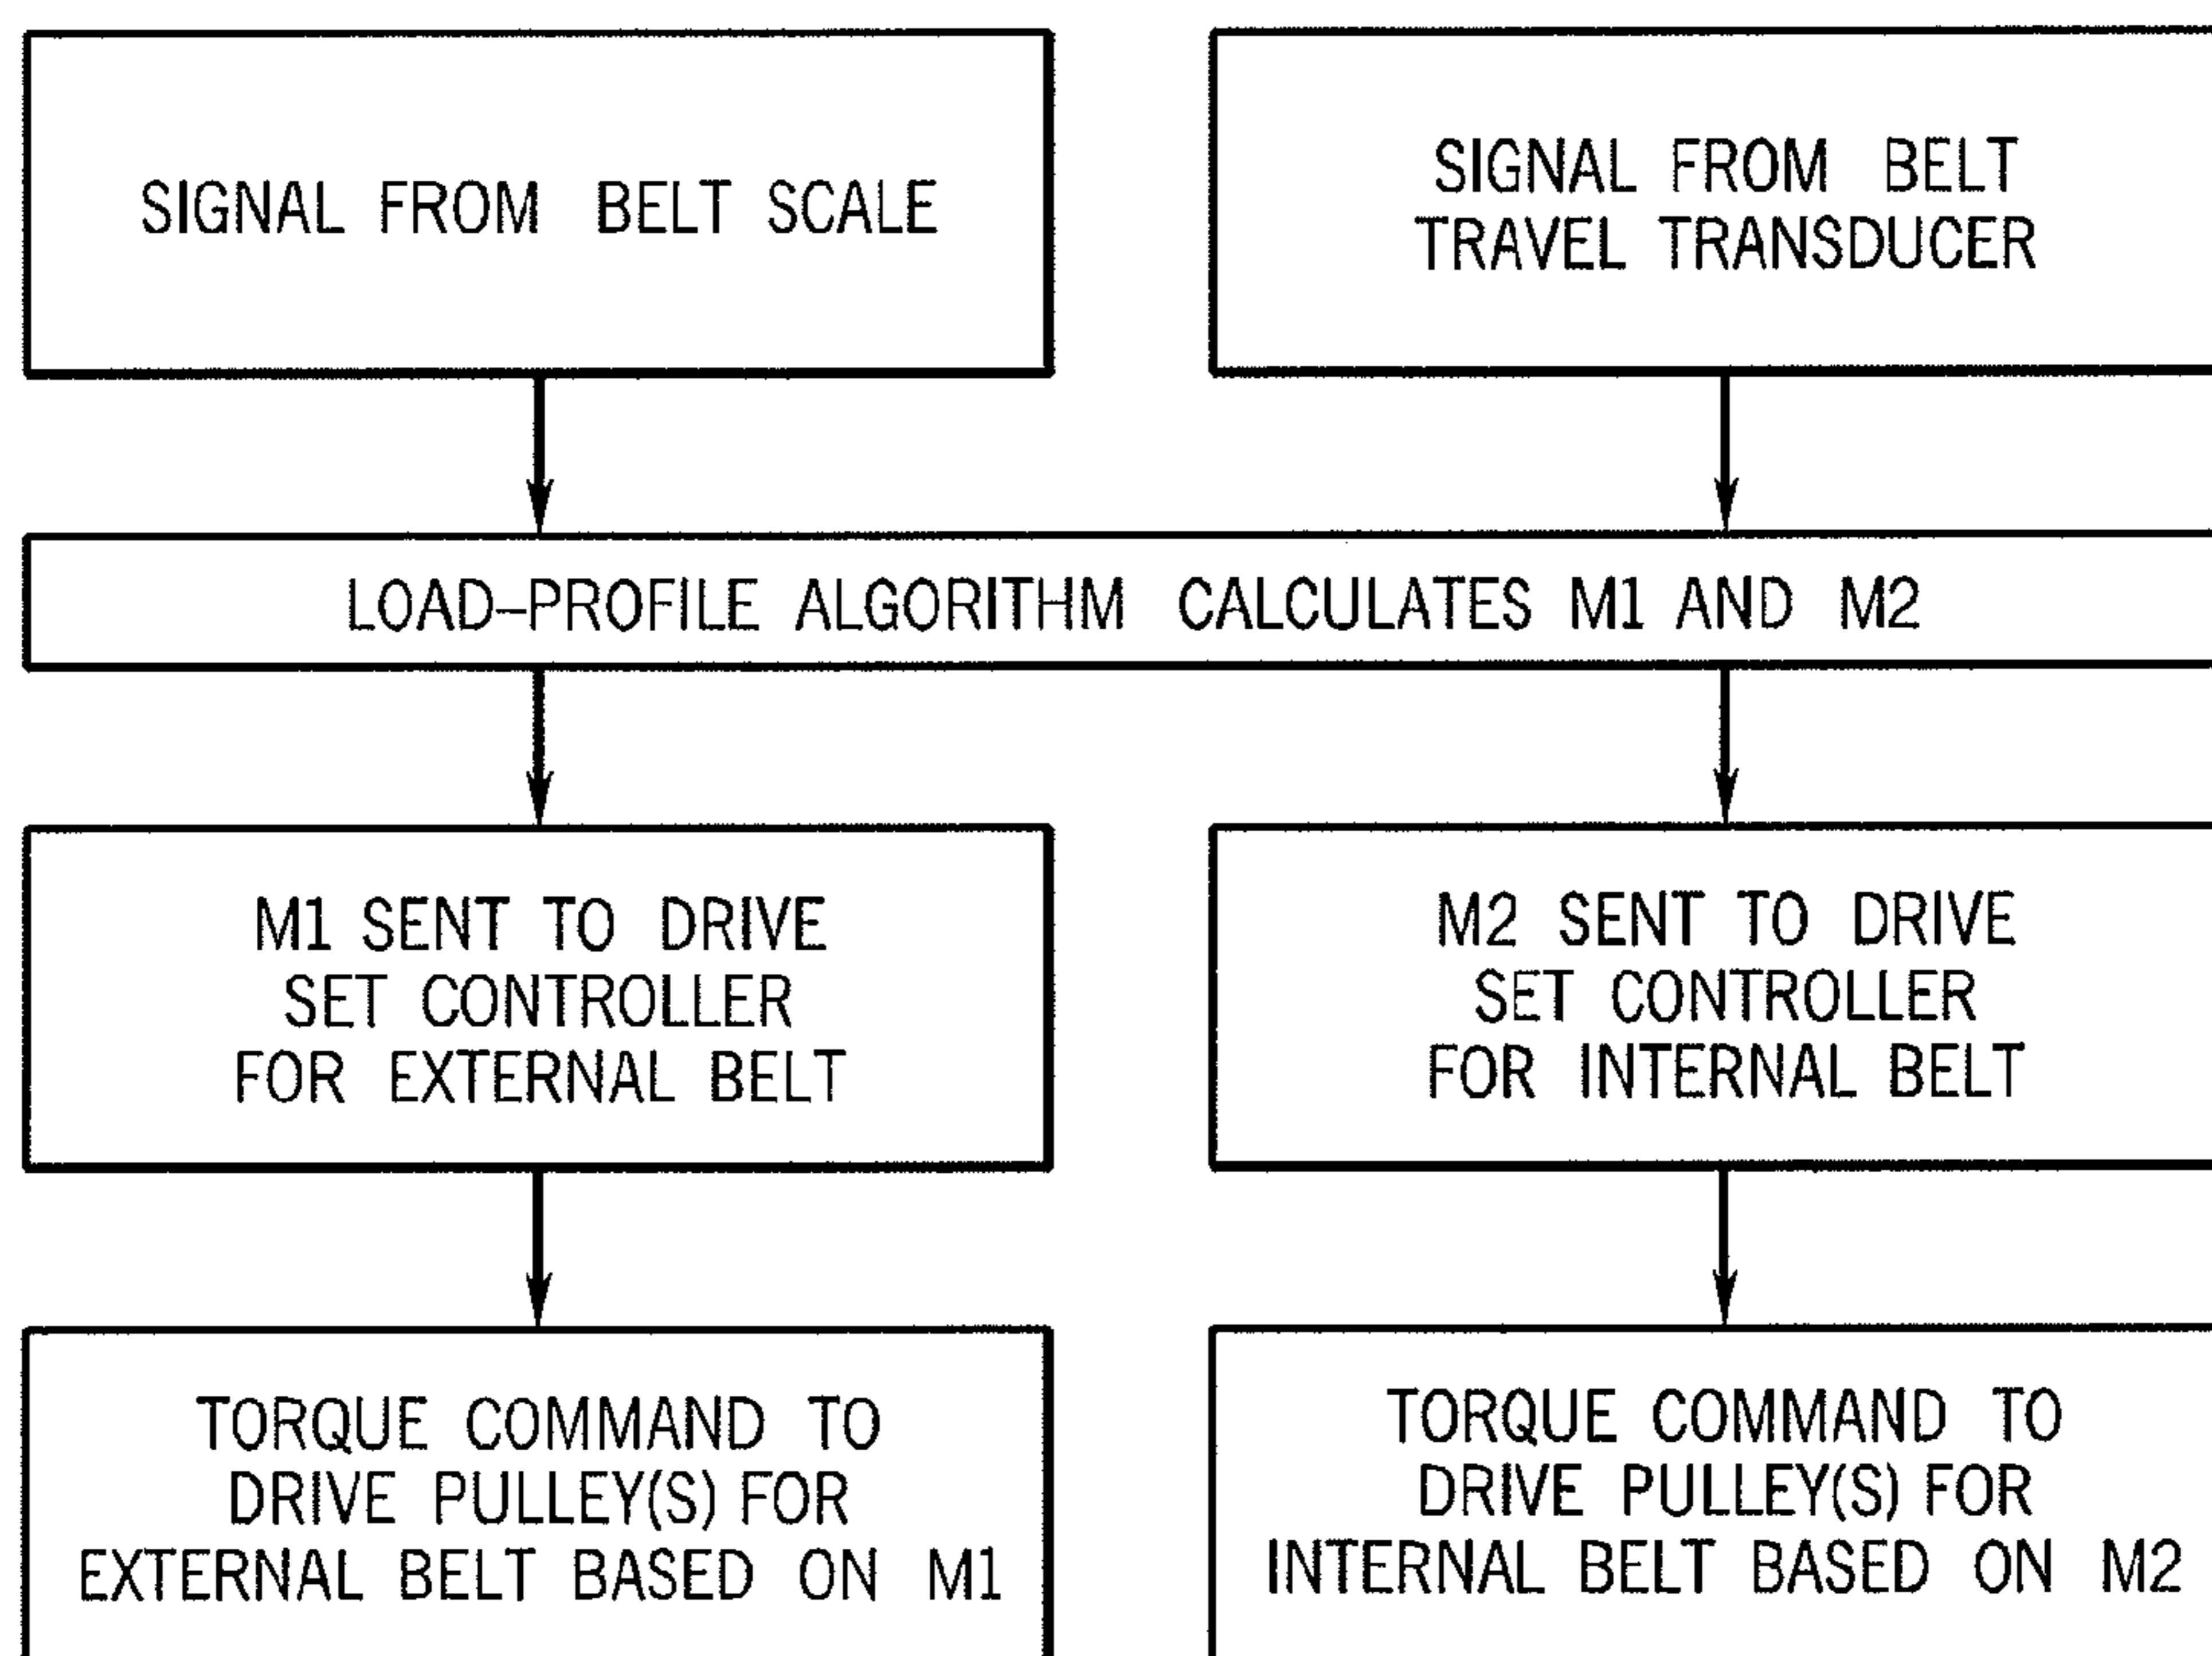 SIGNAL FROM BELT SCALE
SIGNAL FROM BELT
TRAVEL TRANSDUCER
LOAD-PROFILE ALGORITHM CALCULATES M1 AND M2
M1 SENT TO DRIVE
SET CONTROLLER
FOR EXTERNAL BELT
M2 SENT TO DRIVE
SET CONTROLLER
FOR INTERNAL BELT
TORQUE COMMAND TO
DRIVE PULLEY(S) FOR
EXTERNAL BELT BASED ON M1
TORQUE COMMAND TO
DRIVE PULLEY(S) FOR
INTERNAL BELT BASED ON M2